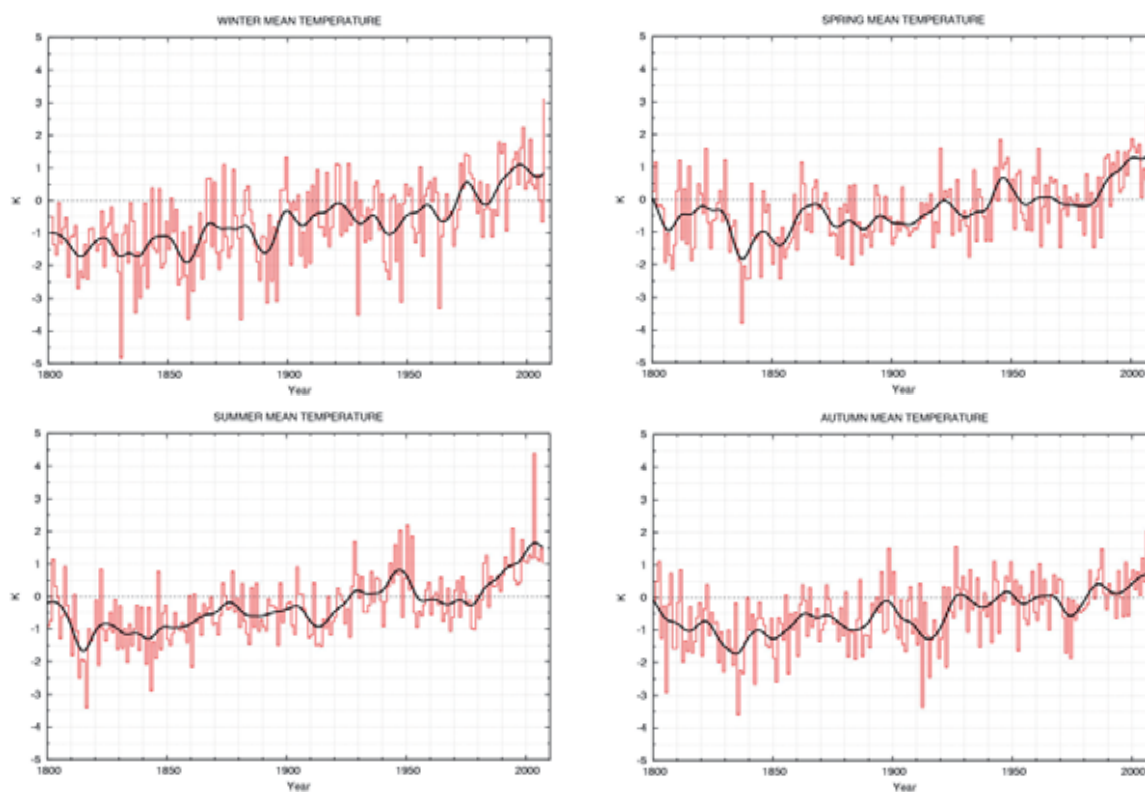 WINTER MEAN TEMPERATURE
5
4
3
2
1
0
-1
-2
-3
-4
-5
K
1800 1850 1900 1950 2000
Year
SPRING MEAN TEMPERATURE
5
4
3
2
1
0
-1
-2
-3
-4
-5
K
1800 1850 1900 1950 2000
Year
SUMMER MEAN TEMPERATURE
5
4
3
2
1
0
-1
-2
-3
-4
-5
K
1800 1850 1900 1950 2000
Year
AUTUMN MEAN TEMPERATURE
5
4
3
2
1
0
-1
-2
-3
-4
-5
K
1800 1850 1900 1950 2000
Year